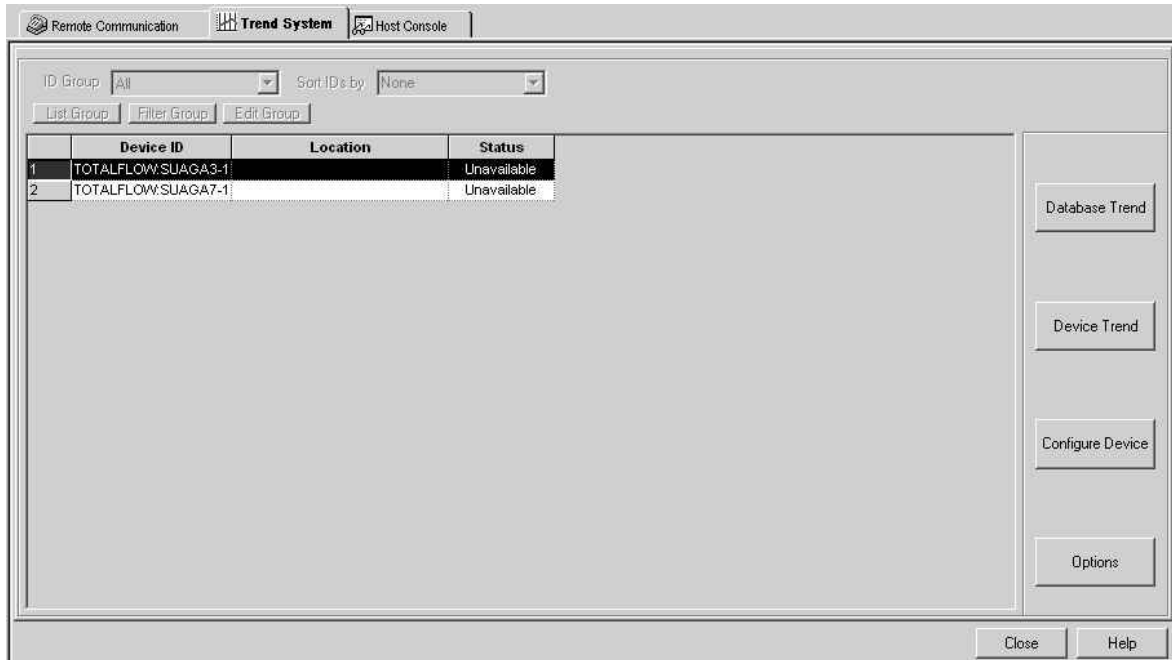 Remote Communication Trend System Host Console
ID Group All Sort IDs by None
List Group Filter Group Edit Group
Device ID Location Status
1 TOTALFLOW:SUAGA3-1 Unavailable
2 TOTALFLOW:SUAGA7-1 Unavailable
Database Trend
Device Trend
Configure Device
Options
Close Help